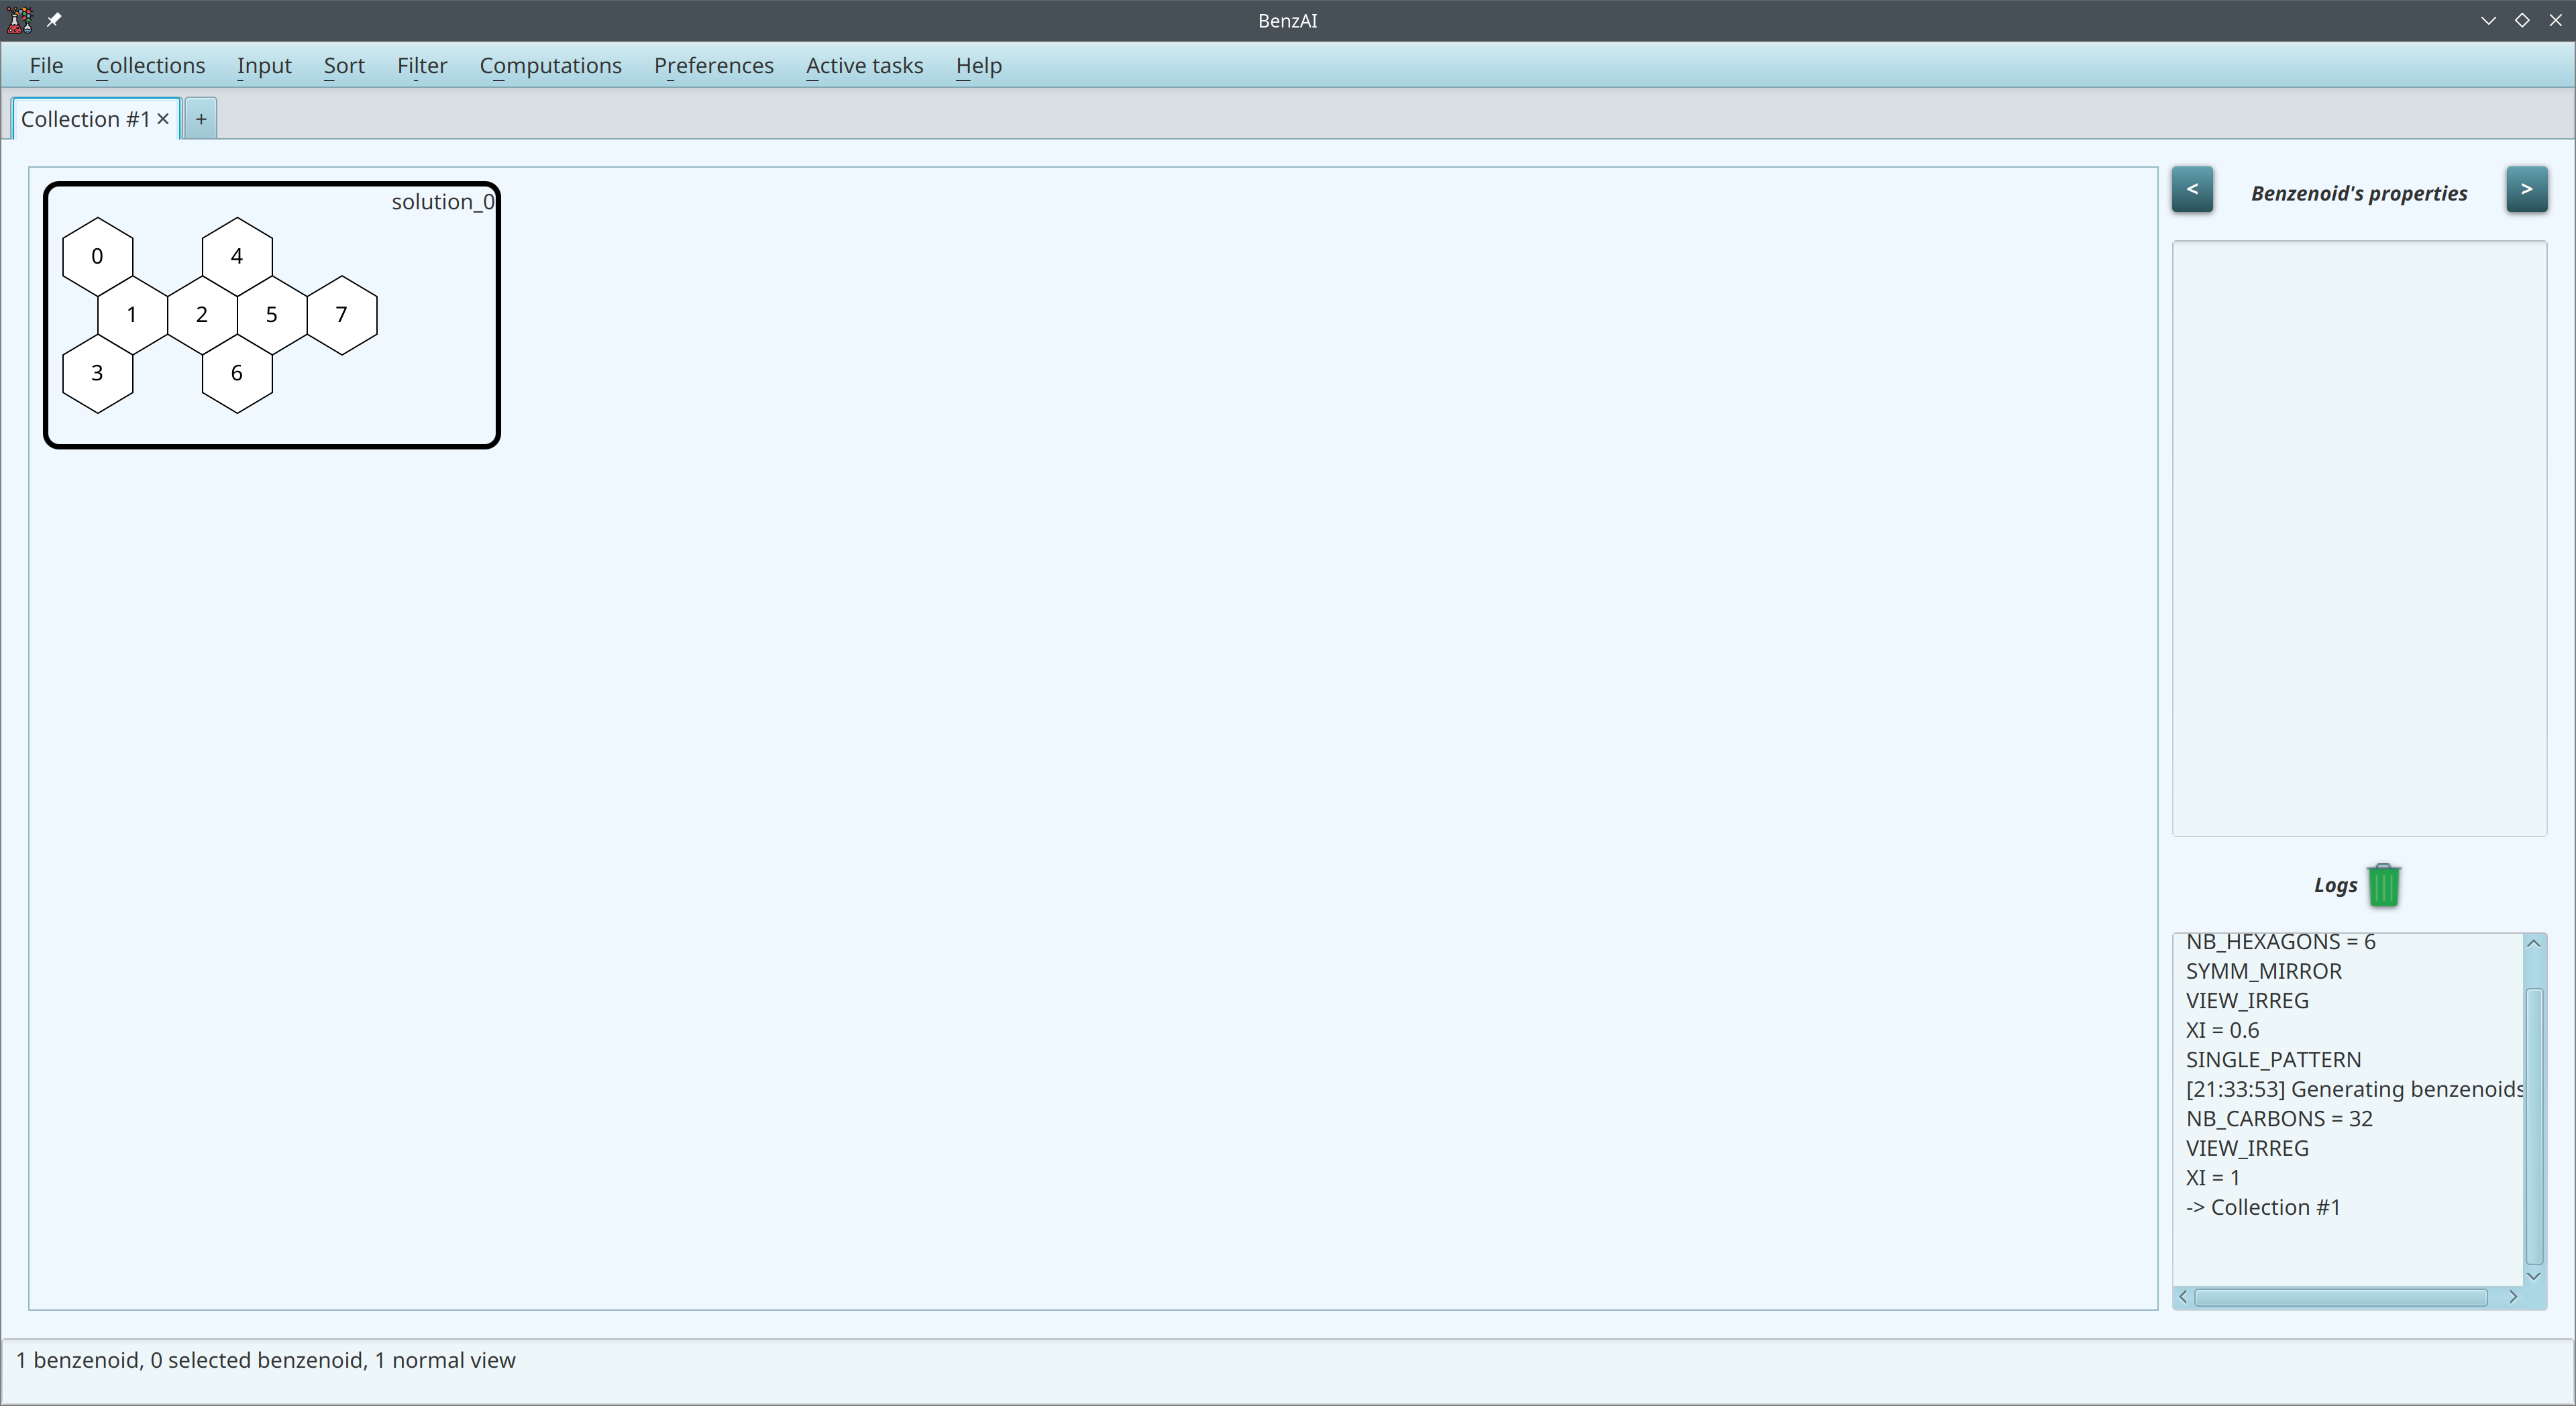 BenzAI
File Collections Input Sort Filter Computations Preferences Active tasks Help
Collection #1 ✕ +
solution_0
0 4
1 2 5 7
3 6
< Benzenoid's properties >
Logs
NB_HEXAGONS = 6
SYMM_MIRROR
VIEW_IRREG
XI = 0.6
SINGLE_PATTERN
[21:33:53] Generating benzenoids
NB_CARBONS = 32
VIEW_IRREG
XI = 1
-> Collection #1
1 benzenoid, 0 selected benzenoid, 1 normal view